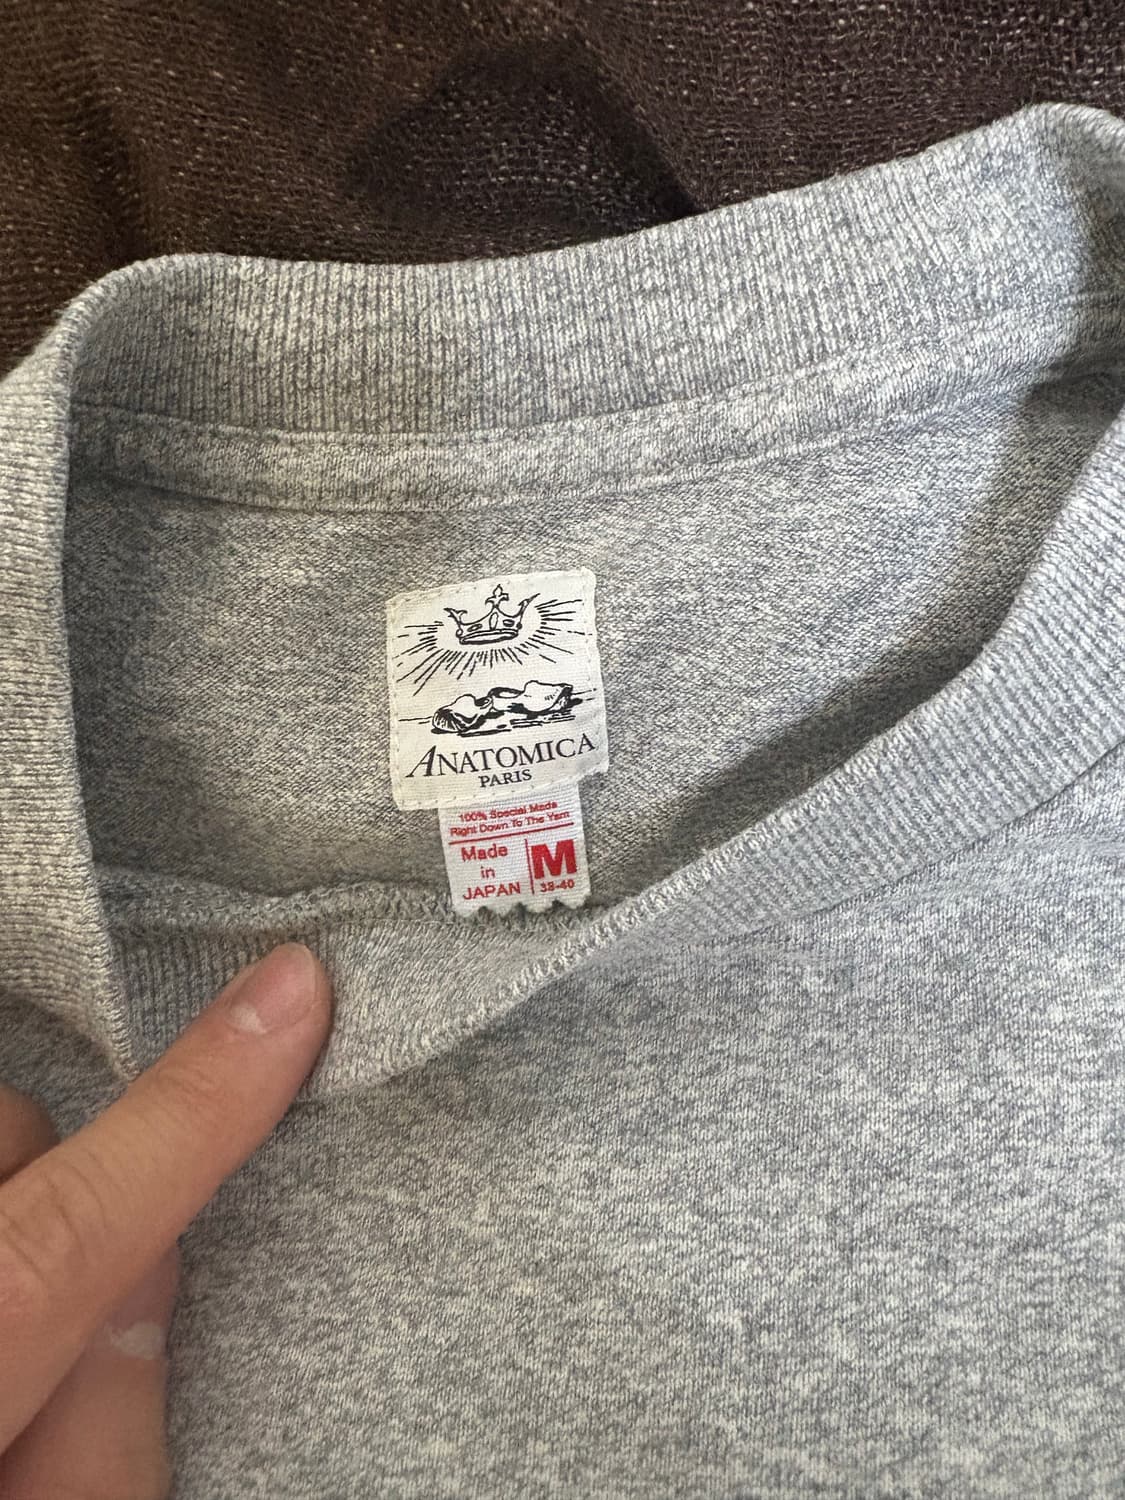 ANATOMICA
PARIS
100% Special Made
Right Down To The Yarn
Made
in
JAPAN
M
38-40